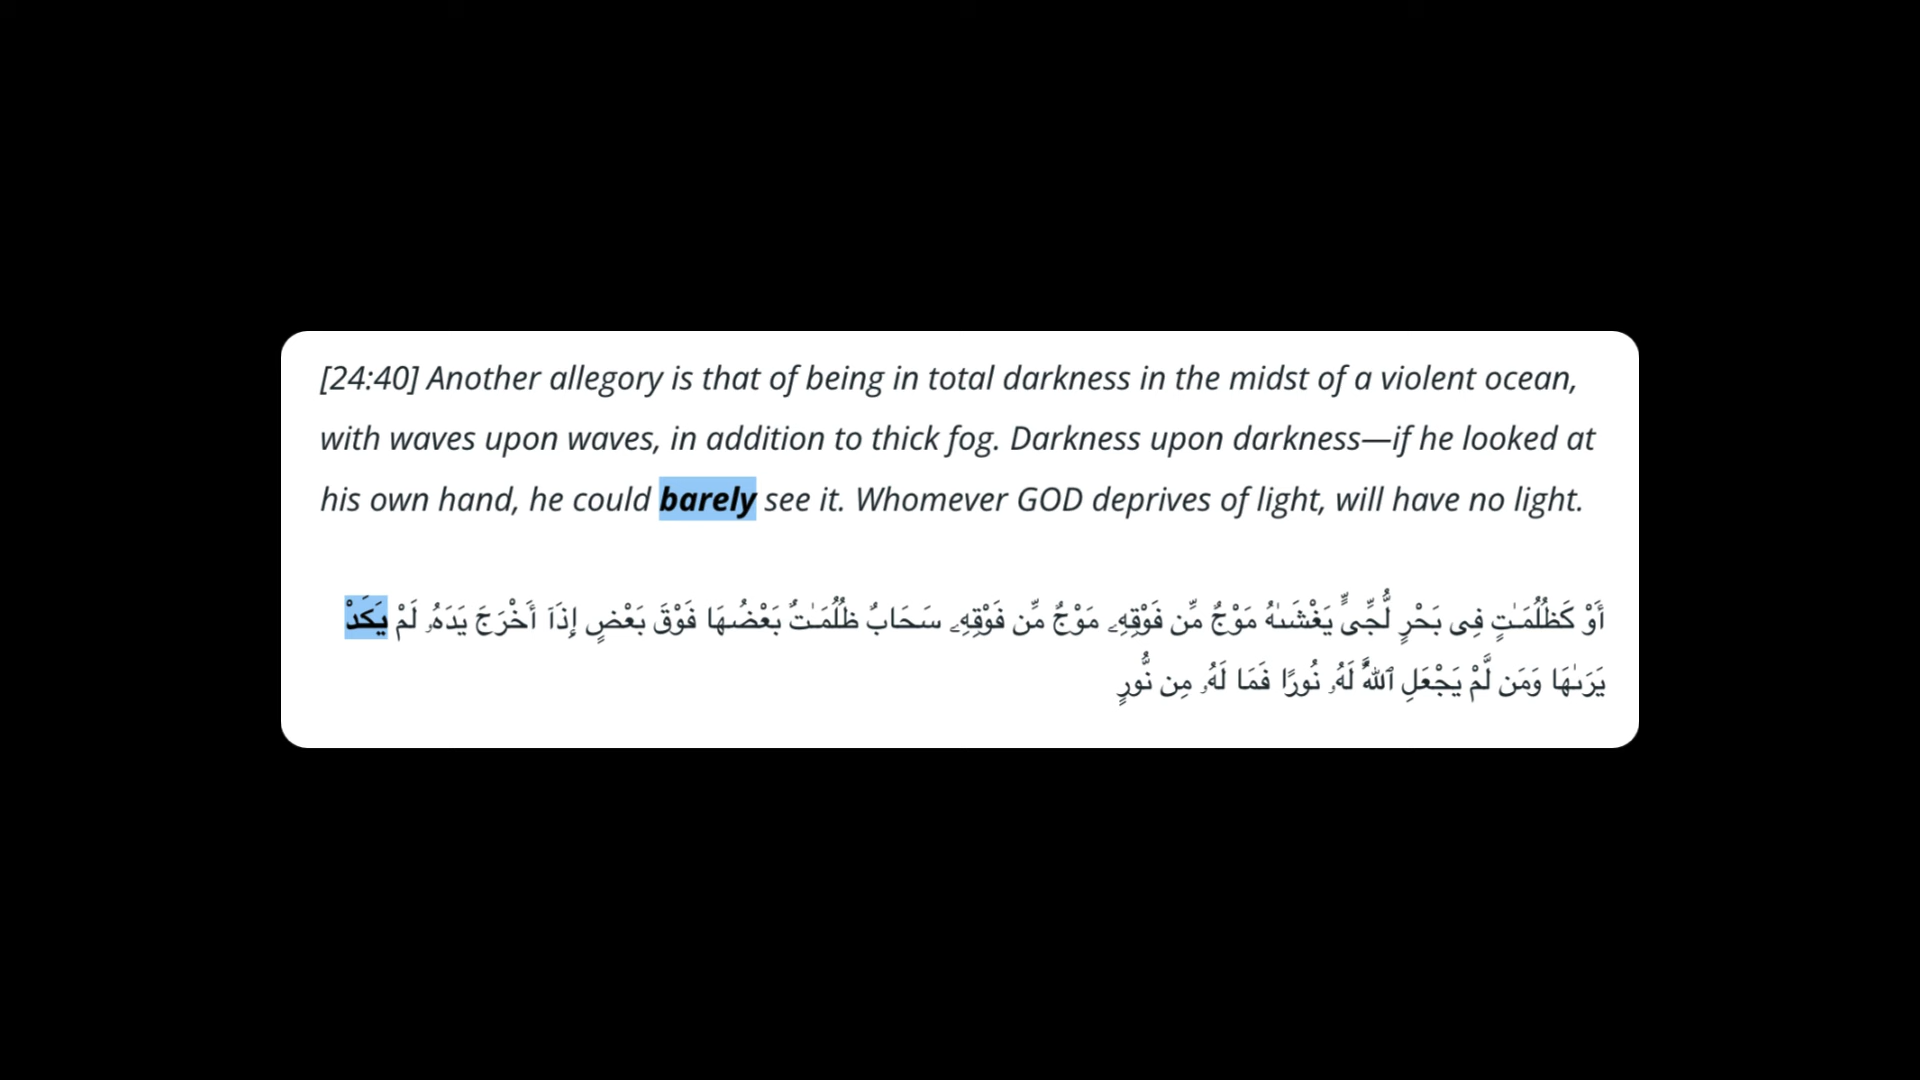 [24:40] Another allegory is that of being in total darkness in the midst of a violent ocean,
with waves upon waves, in addition to thick fog. Darkness upon darkness—if he looked at
his own hand, he could barely see it. Whomever GOD deprives of light, will have no light.
أَوْ كَظُلُمَـٰتٍ فِى بَحْرٍ لُّجِّىٍّ يَغْشَىٰهُ مَوْجٌ مِّن فَوْقِهِۦ مَوْجٌ مِّن فَوْقِهِۦ سَحَابٌ ظُلُمَـٰتٌ بَعْضُهَا فَوْقَ بَعْضٍ إِذَآ أَخْرَجَ يَدَهُۥ لَمْ يَكَدْ
يَرَىٰهَا وَمَن لَّمْ يَجْعَلِ ٱللَّهُ لَهُۥ نُورًا فَمَا لَهُۥ مِن نُّورٍ